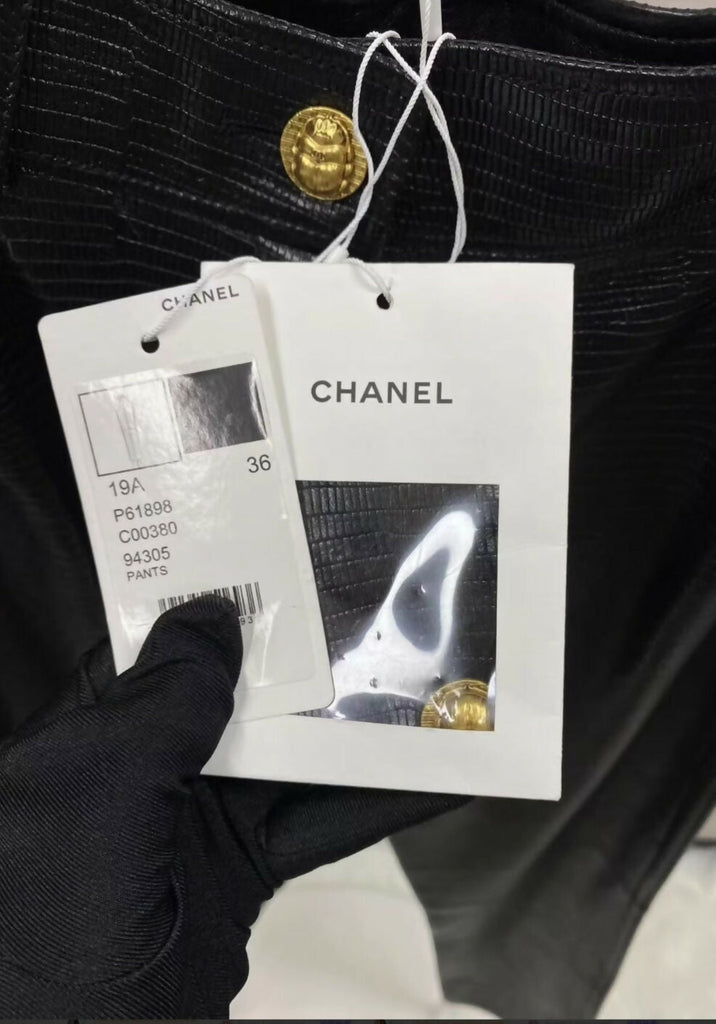 CHANEL
36
19A
P61898
C00380
94305
PANTS
CHANEL